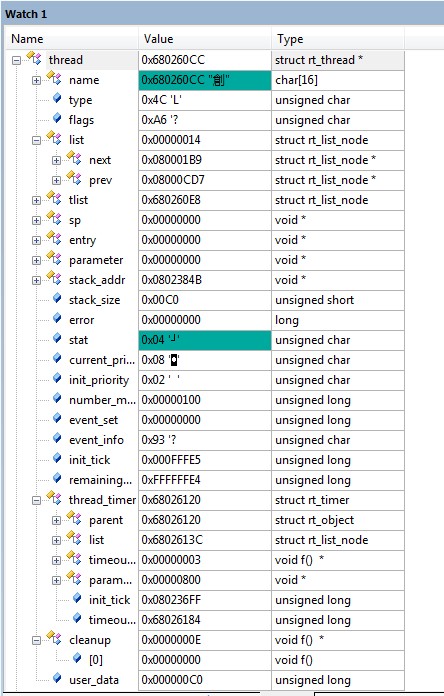 Watch 1
Name Value Type
thread 0x680260CC struct rt_thread *
name 0x680260CC "創" char[16]
type 0x4C 'L' unsigned char
flags 0xA6 '? unsigned char
list 0x00000014 struct rt_list_node
next 0x080001B9 struct rt_list_node *
prev 0x08000CD7 struct rt_list_node *
tlist 0x680260E8 struct rt_list_node
sp 0x00000000 void *
entry 0x00000000 void *
parameter 0x00000000 void *
stack_addr 0x0802384B void *
stack_size 0x00C0 unsigned short
error 0x00000000 long
stat 0x04 '┘' unsigned char
current_pri... 0x08 '◘' unsigned char
init_priority 0x02 ' ' unsigned char
number_m... 0x00000100 unsigned long
event_set 0x00000000 unsigned long
event_info 0x93 '? unsigned char
init_tick 0x000FFFE5 unsigned long
remaining... 0xFFFFFFE4 unsigned long
thread_timer 0x68026120 struct rt_timer
parent 0x68026120 struct rt_object
list 0x6802613C struct rt_list_node
timeou... 0x00000003 void f() *
param... 0x00000800 void *
init_tick 0x080236FF unsigned long
timeou... 0x68026184 unsigned long
cleanup 0x0000000E void f() *
[0] 0x00000000 void f()
user_data 0x000000C0 unsigned long